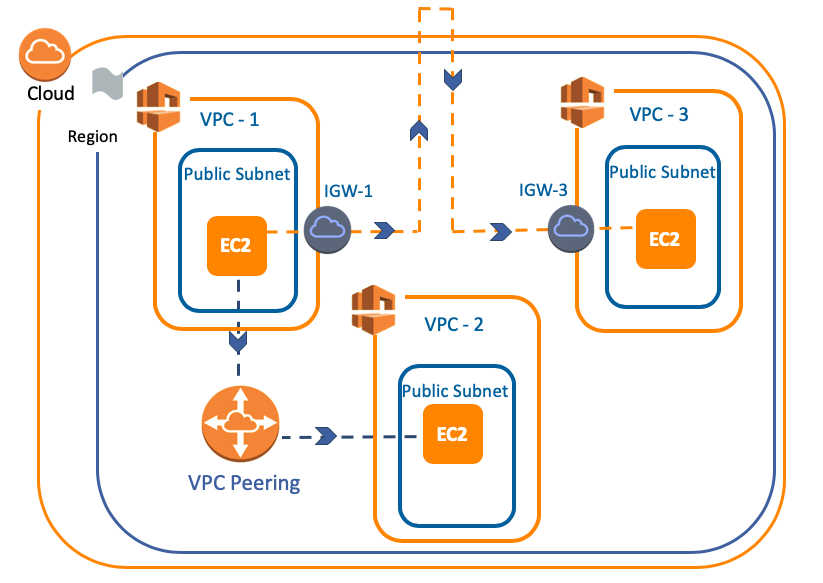 Cloud
Region
VPC - 1
Public Subnet
EC2
IGW-1
IGW-3
VPC - 3
Public Subnet
EC2
VPC - 2
Public Subnet
EC2
VPC Peering